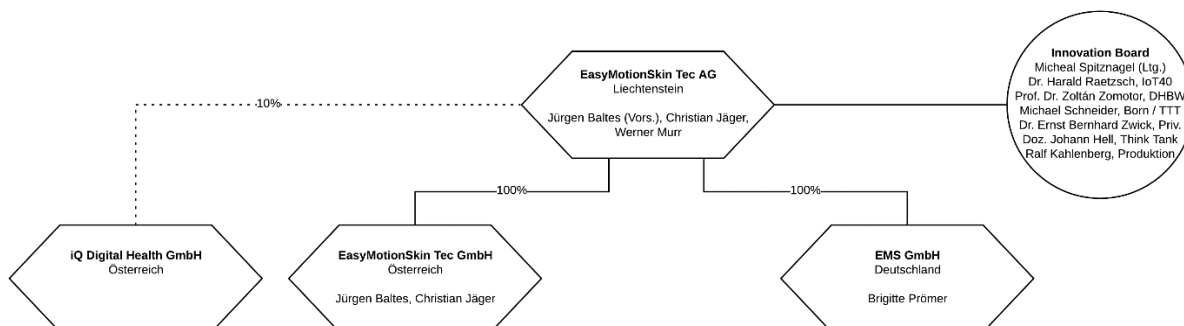 Innovation Board
Micheal Spitznagel (Ltg.)
Dr. Harald Raetzsch, IoT40
Prof. Dr. Zoltán Zomotor, DHBW
Michael Schneider, Born / TTT
Dr. Ernst Bernhard Zwick, Priv.
Doz. Johann Hell, Think Tank
Ralf Kahlenberg, Produktion
EasyMotionSkin Tec AG
Liechtenstein
Jürgen Baltes (Vors.), Christian Jäger,
Werner Murr
10%
100%
100%
iQ Digital Health GmbH
Österreich
EasyMotionSkin Tec GmbH
Österreich
Jürgen Baltes, Christian Jäger
EMS GmbH
Deutschland
Brigitte Prömer